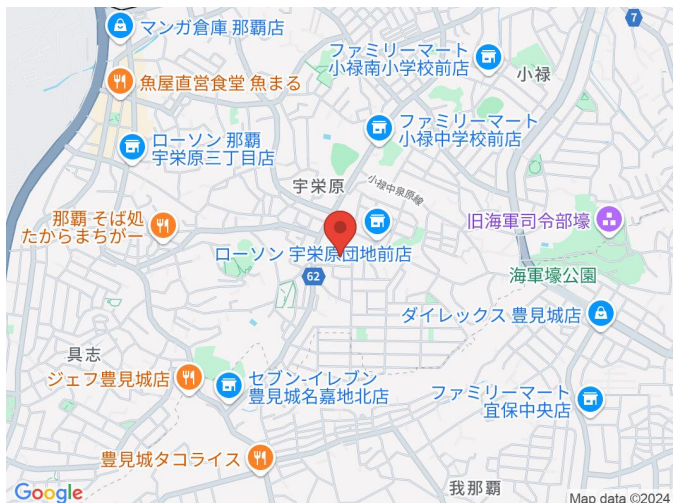 マンガ倉庫 那覇店
7
ファミリーマート
小禄南小学校前店
小禄
魚屋直営食堂 魚まる
ファミリーマート
小禄中学校前店
ローソン 那覇
宇栄原三丁目店
宇栄原
小禄中泉原線
那覇 そば処
たからまちがー
旧海軍司令部壕
ローソン 宇栄原団地前店
62
海軍壕公園
ダイレックス 豊見城店
具志
ジェフ豊見城店
セブン-イレブン
豊見城名嘉地北店
ファミリーマート
宜保中央店
豊見城タコライス
我那覇
Google
Map data ©2024